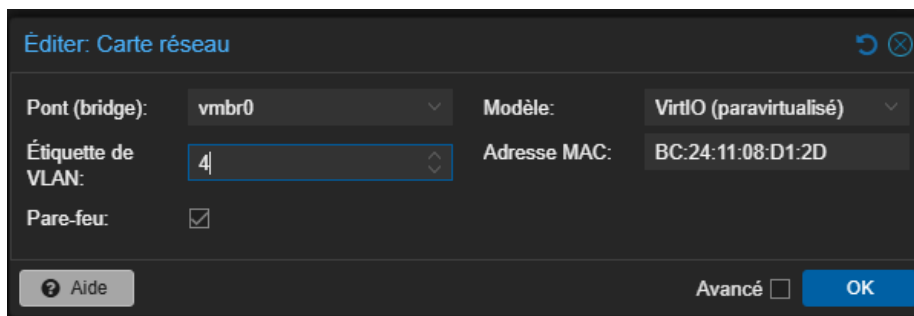 Éditer: Carte réseau
Pont (bridge): vmbr0 Modèle: VirtIO (paravirtualisé)
Étiquette de VLAN: 4 Adresse MAC: BC:24:11:08:D1:2D
Pare-feu:
Aide Avancé OK